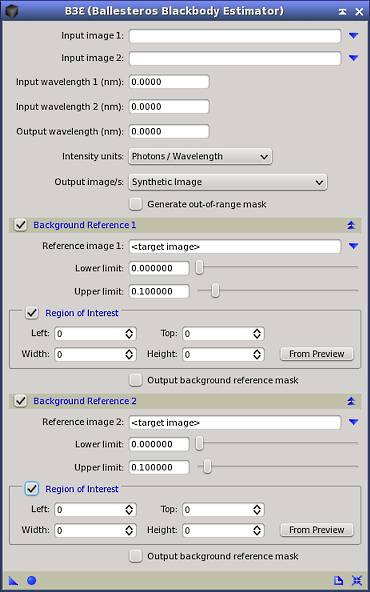 B3E (Ballesteros Blackbody Estimator)
Input image 1:
Input image 2:
Input wavelength 1 (nm): 0.0000
Input wavelength 2 (nm): 0.0000
Output wavelength (nm): 0.0000
Intensity units: Photons / Wavelength
Output image/s: Synthetic Image
Generate out-of-range mask
Background Reference 1
Reference image 1: <target image>
Lower limit: 0.000000
Upper limit: 0.100000
Region of Interest
Left: 0 Top: 0
Width: 0 Height: 0 From Preview
Output background reference mask
Background Reference 2
Reference image 2: <target image>
Lower limit: 0.000000
Upper limit: 0.100000
Region of Interest
Left: 0 Top: 0
Width: 0 Height: 0 From Preview
Output background reference mask